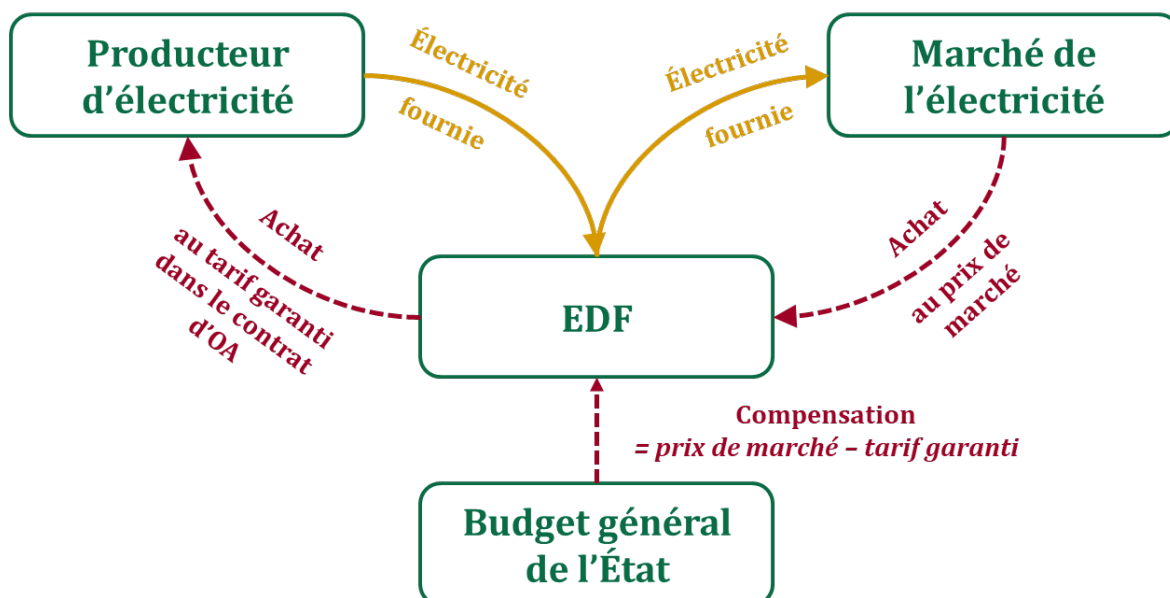 Producteur
d’électricité
Électricité
fournie
Électricité
fournie
Marché de
l’électricité
Achat
au tarif garanti
dans le contrat
d’OA
Achat
au prix de
marché
EDF
Compensation
= prix de marché – tarif garanti
Budget général
de l’État